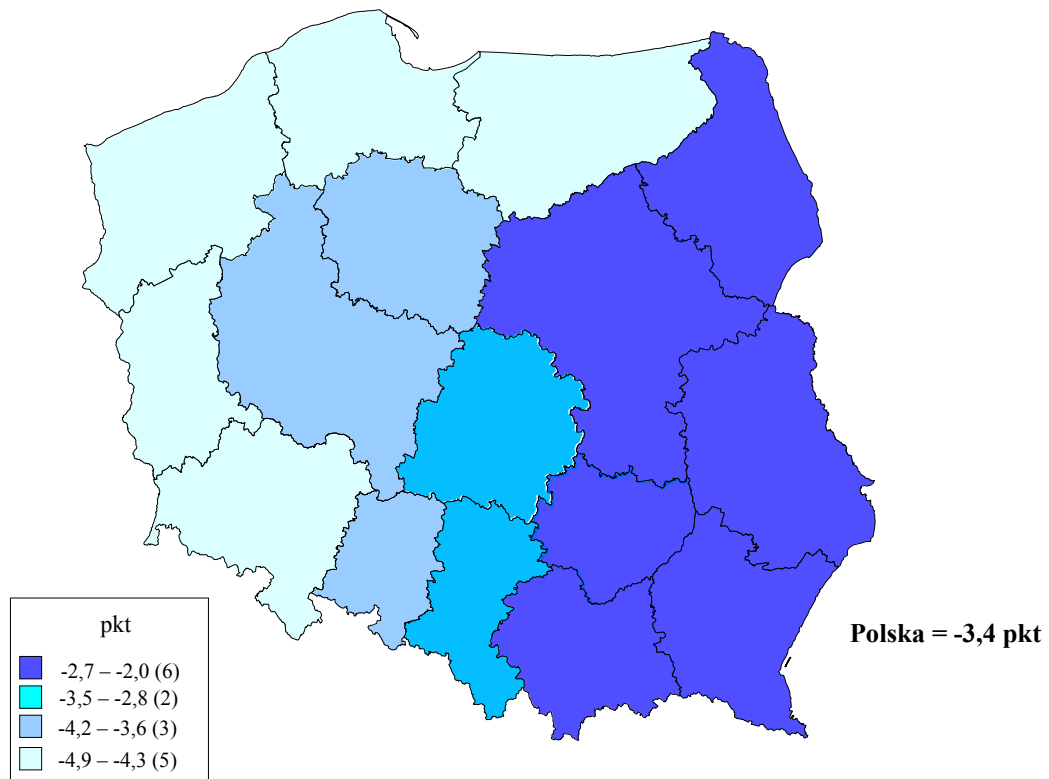 pkt
-2,7 – -2,0 (6)
-3,5 – -2,8 (2)
-4,2 – -3,6 (3)
-4,9 – -4,3 (5)
Polska = -3,4 pkt